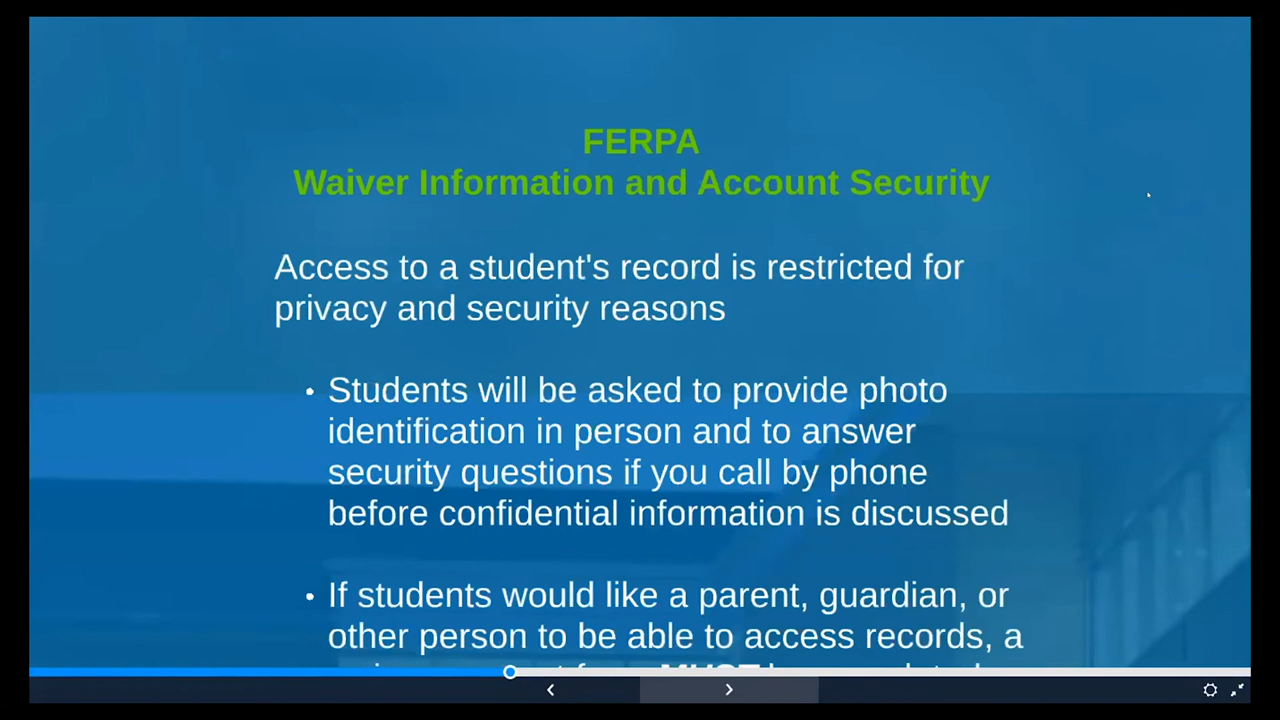 FERPA
Waiver Information and Account Security
Access to a student's record is restricted for
privacy and security reasons
• Students will be asked to provide photo
identification in person and to answer
security questions if you call by phone
before confidential information is discussed
• If students would like a parent, guardian, or
other person to be able to access records, a
MUST